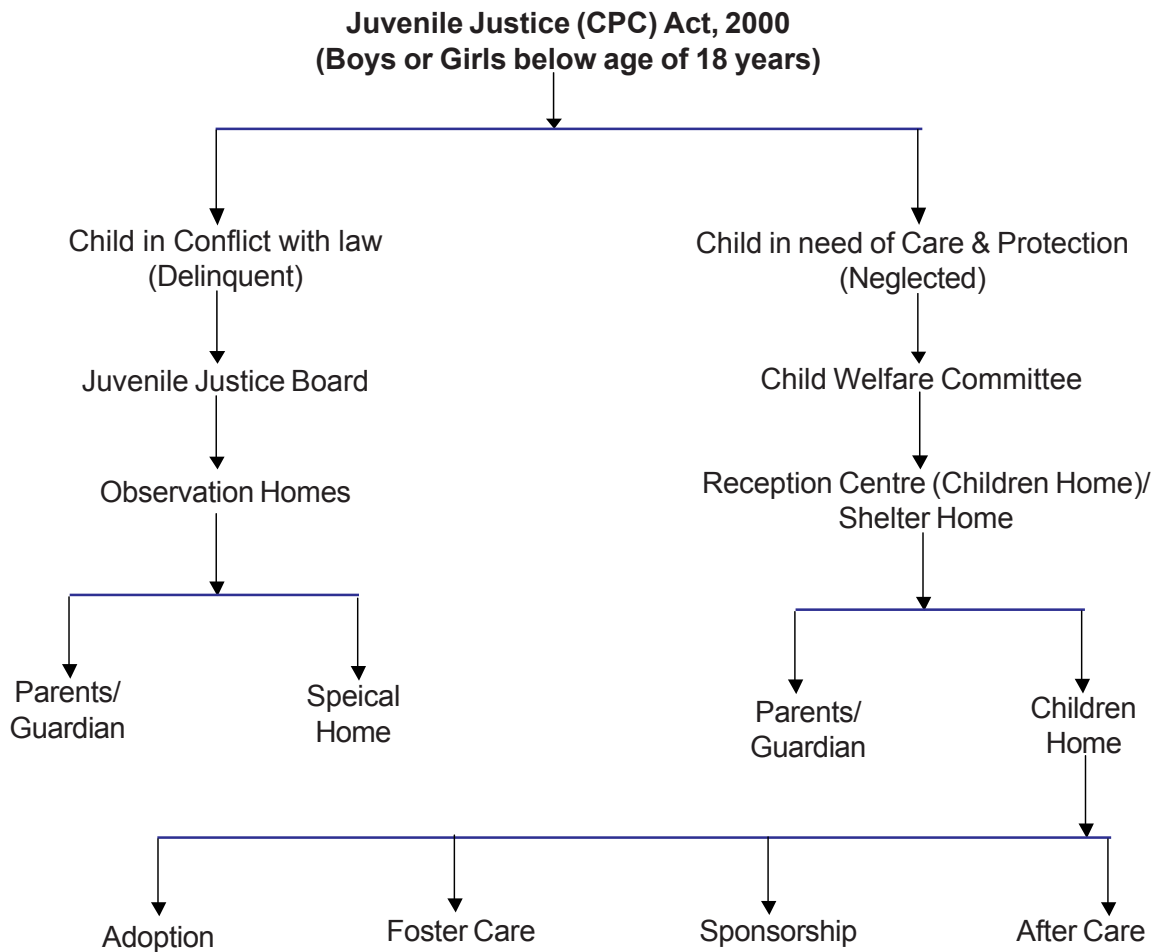 Juvenile Justice (CPC) Act, 2000
(Boys or Girls below age of 18 years)
Child in Conflict with law
(Delinquent)
Child in need of Care & Protection
(Neglected)
Juvenile Justice Board
Child Welfare Committee
Observation Homes
Reception Centre (Children Home)/
Shelter Home
Parents/
Guardian
Speical
Home
Parents/
Guardian
Children
Home
Adoption
Foster Care
Sponsorship
After Care